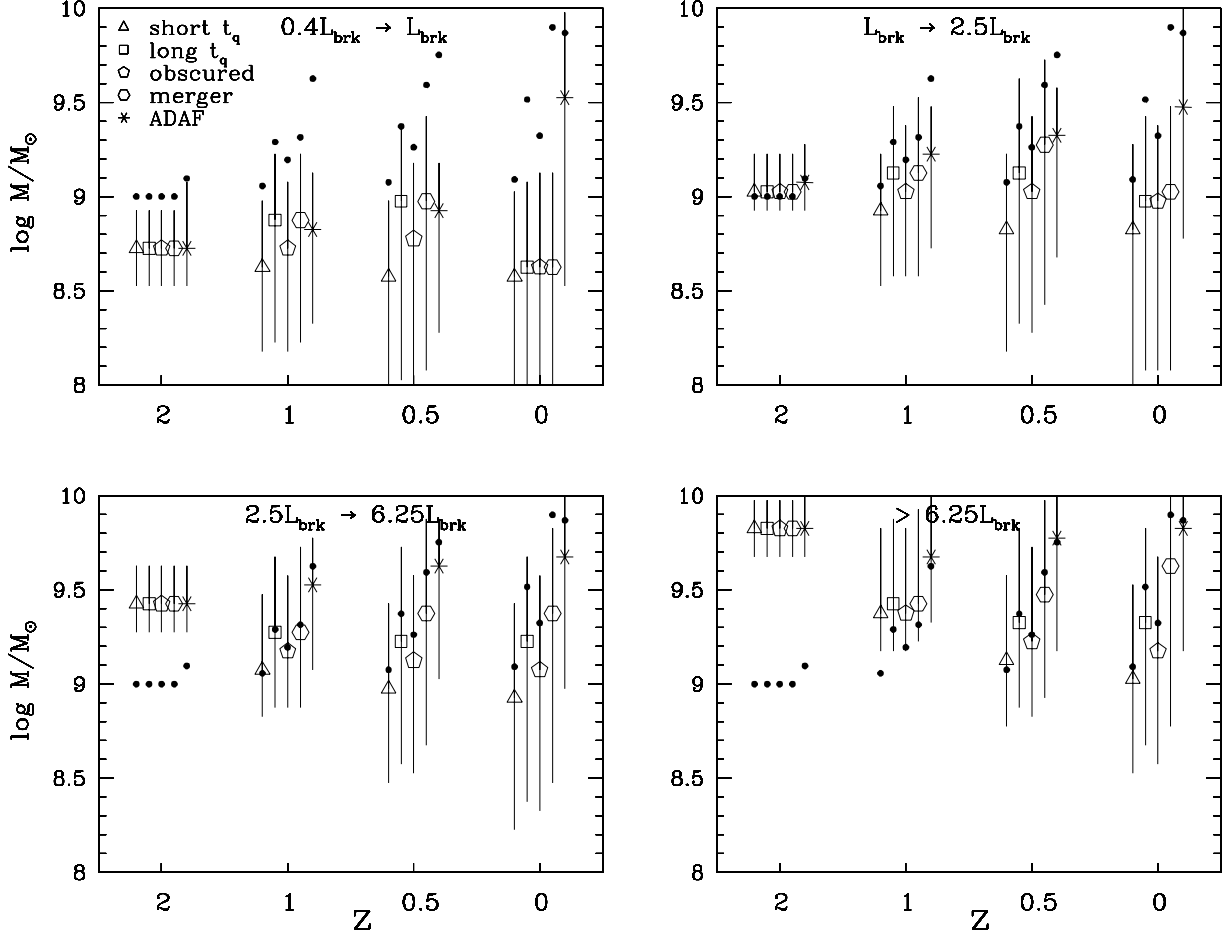 0.4L_brk → L_brk
short t_q
long t_q
obscured
merger
ADAF
log M/M⊙
10
9.5
9
8.5
8
2 1 0.5 0
L_brk → 2.5L_brk
10
9.5
9
8.5
8
2 1 0.5 0
2.5L_brk → 6.25L_brk
log M/M⊙
10
9.5
9
8.5
8
2 1 0.5 0
Z
> 6.25L_brk
10
9.5
9
8.5
8
2 1 0.5 0
Z